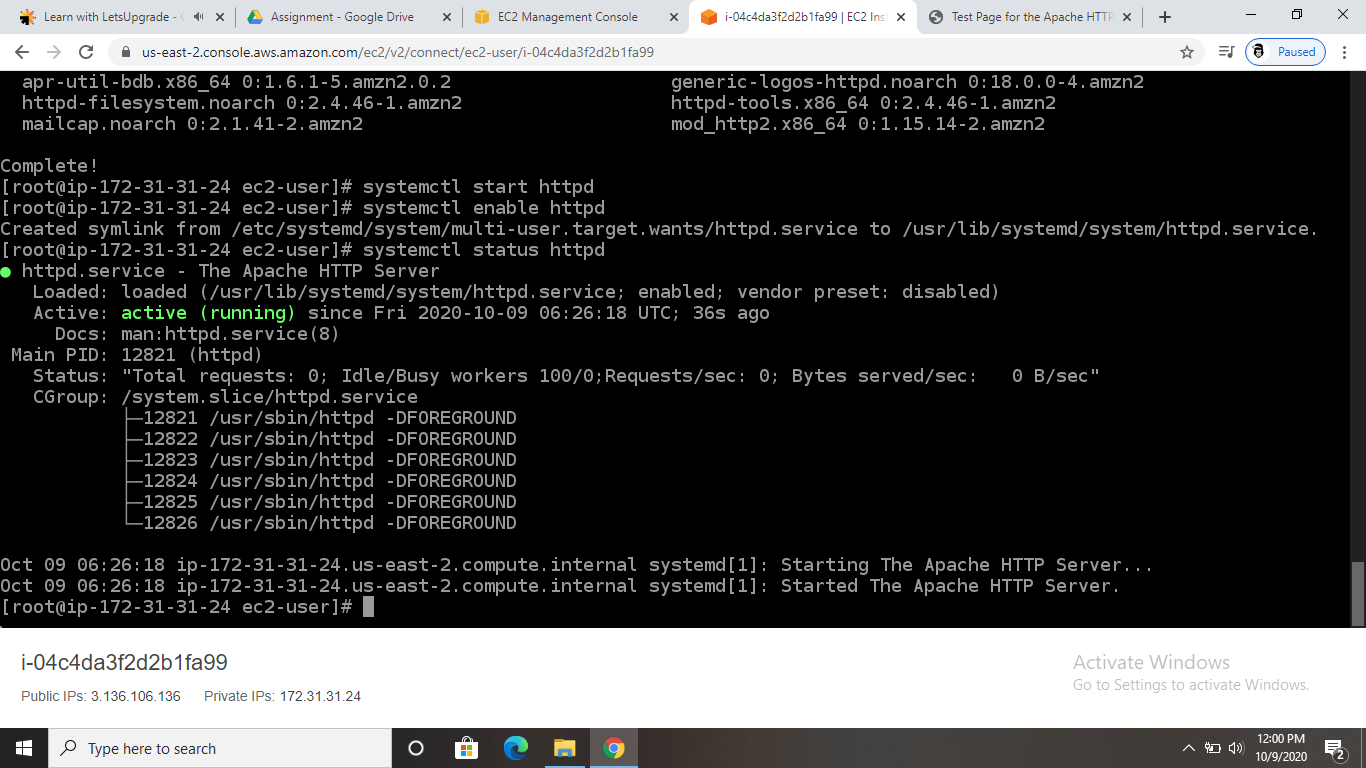 Learn with LetsUpgrade -
Assignment - Google Drive
EC2 Management Console
i-04c4da3f2d2b1fa99 | EC2 Ins
Test Page for the Apache HTTP
us-east-2.console.aws.amazon.com/ec2/v2/connect/ec2-user/i-04c4da3f2d2b1fa99
Paused
apr-util-bdb.x86_64 0:1.6.1-5.amzn2.0.2 generic-logos-httpd.noarch 0:18.0.0-4.amzn2
httpd-filesystem.noarch 0:2.4.46-1.amzn2 httpd-tools.x86_64 0:2.4.46-1.amzn2
mailcap.noarch 0:2.1.41-2.amzn2 mod_http2.x86_64 0:1.15.14-2.amzn2
Complete!
[root@ip-172-31-31-24 ec2-user]# systemctl start httpd
[root@ip-172-31-31-24 ec2-user]# systemctl enable httpd
Created symlink from /etc/systemd/system/multi-user.target.wants/httpd.service to /usr/lib/systemd/system/httpd.service.
[root@ip-172-31-31-24 ec2-user]# systemctl status httpd
● httpd.service - The Apache HTTP Server
Loaded: loaded (/usr/lib/systemd/system/httpd.service; enabled; vendor preset: disabled)
Active: active (running) since Fri 2020-10-09 06:26:18 UTC; 36s ago
Docs: man:httpd.service(8)
Main PID: 12821 (httpd)
Status: "Total requests: 0; Idle/Busy workers 100/0;Requests/sec: 0; Bytes served/sec:   0 B/sec"
CGroup: /system.slice/httpd.service
├─12821 /usr/sbin/httpd -DFOREGROUND
├─12822 /usr/sbin/httpd -DFOREGROUND
├─12823 /usr/sbin/httpd -DFOREGROUND
├─12824 /usr/sbin/httpd -DFOREGROUND
├─12825 /usr/sbin/httpd -DFOREGROUND
└─12826 /usr/sbin/httpd -DFOREGROUND
Oct 09 06:26:18 ip-172-31-31-24.us-east-2.compute.internal systemd[1]: Starting The Apache HTTP Server...
Oct 09 06:26:18 ip-172-31-31-24.us-east-2.compute.internal systemd[1]: Started The Apache HTTP Server.
[root@ip-172-31-31-24 ec2-user]#
i-04c4da3f2d2b1fa99
Public IPs: 3.136.106.136 Private IPs: 172.31.31.24
Activate Windows
Go to Settings to activate Windows.
Type here to search
12:00 PM
10/9/2020
2